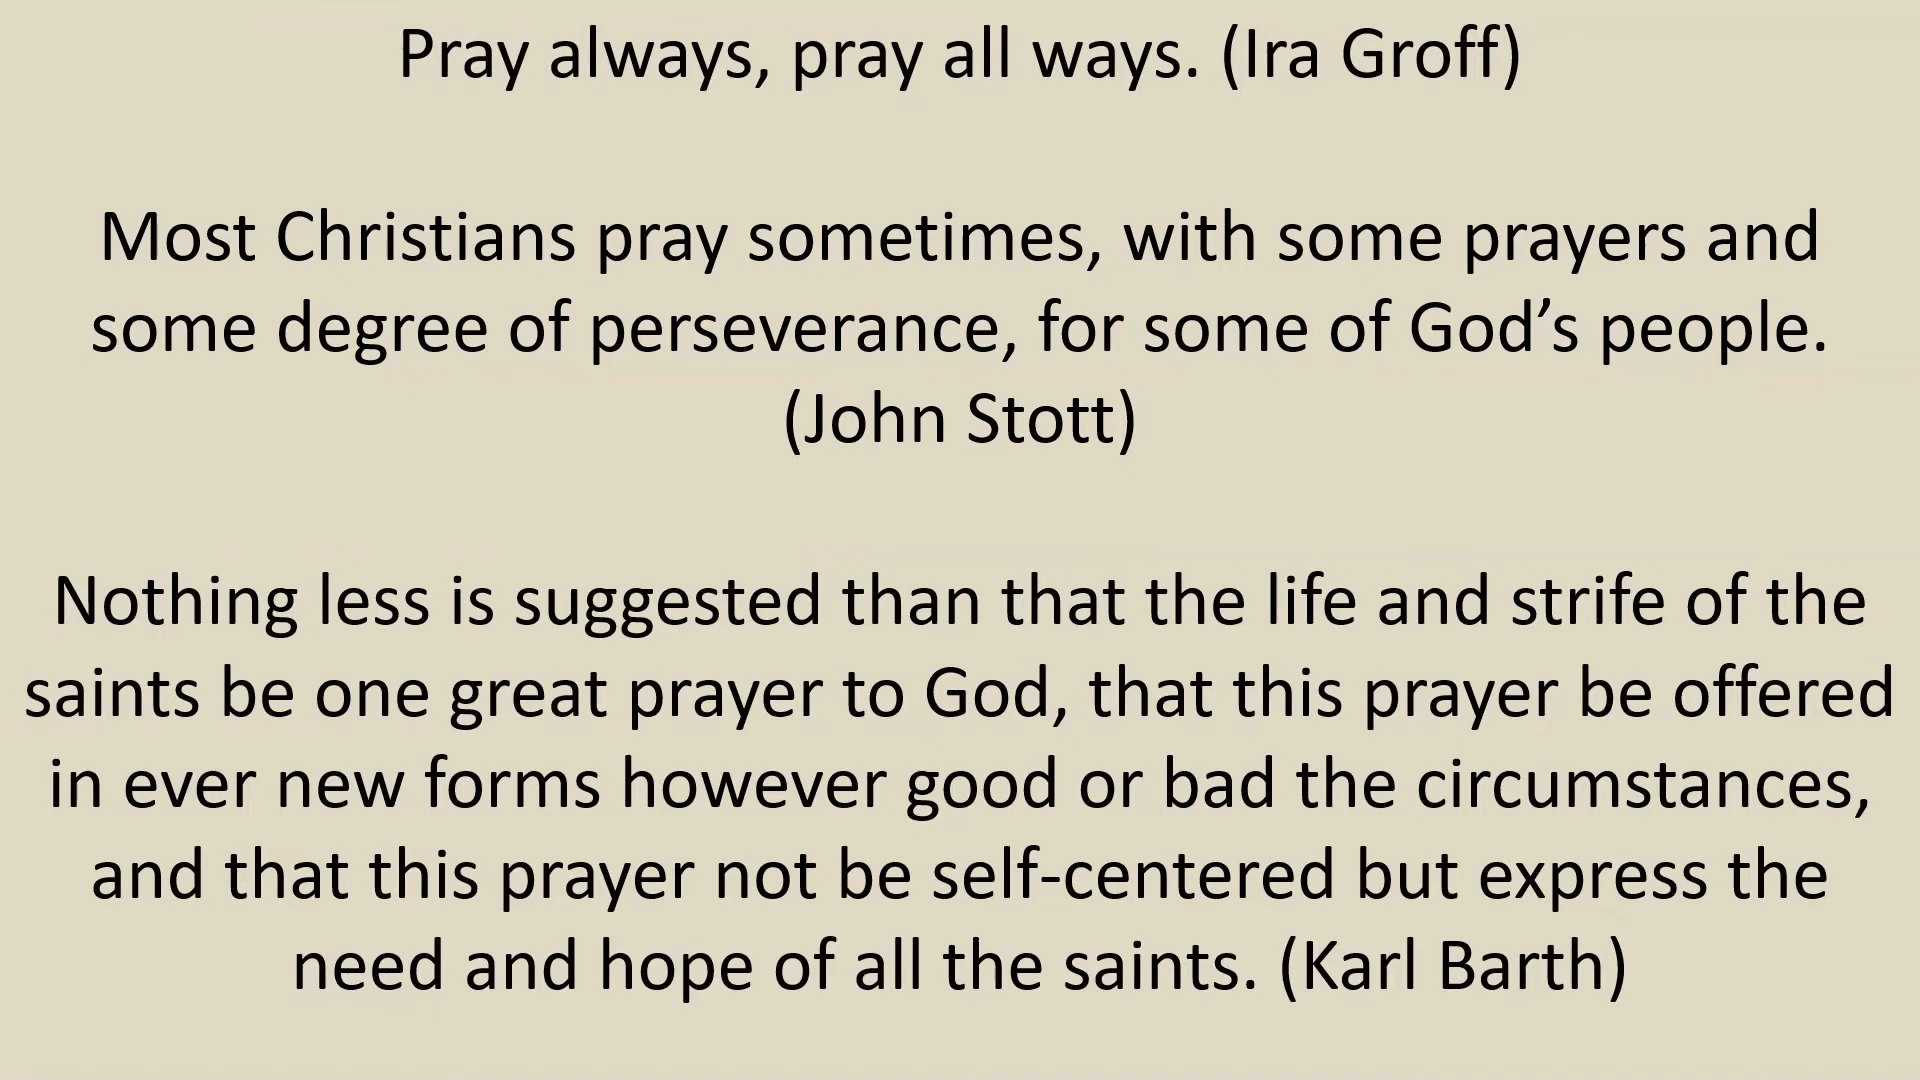 Pray always, pray all ways. (Ira Groff)
Most Christians pray sometimes, with some prayers and
some degree of perseverance, for some of God’s people.
(John Stott)
Nothing less is suggested than that the life and strife of the
saints be one great prayer to God, that this prayer be offered
in ever new forms however good or bad the circumstances,
and that this prayer not be self-centered but express the
need and hope of all the saints. (Karl Barth)